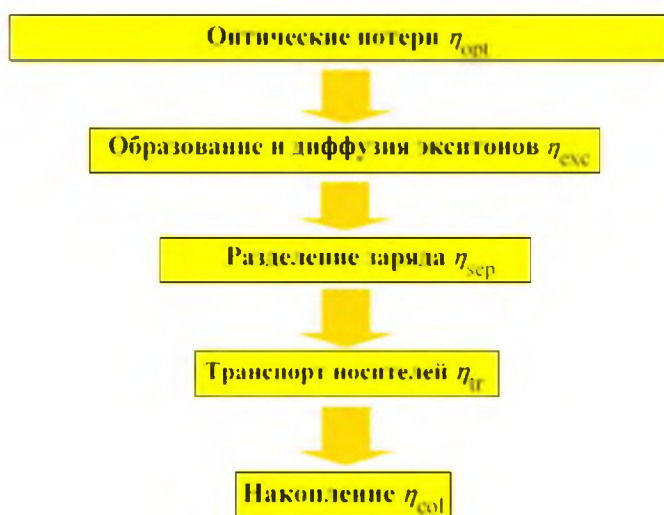 Оптические потери η_opt
Образование и диффузия экситонов η_exc
Разделение заряда η_sep
Транспорт носителей η_tr
Накопление η_col